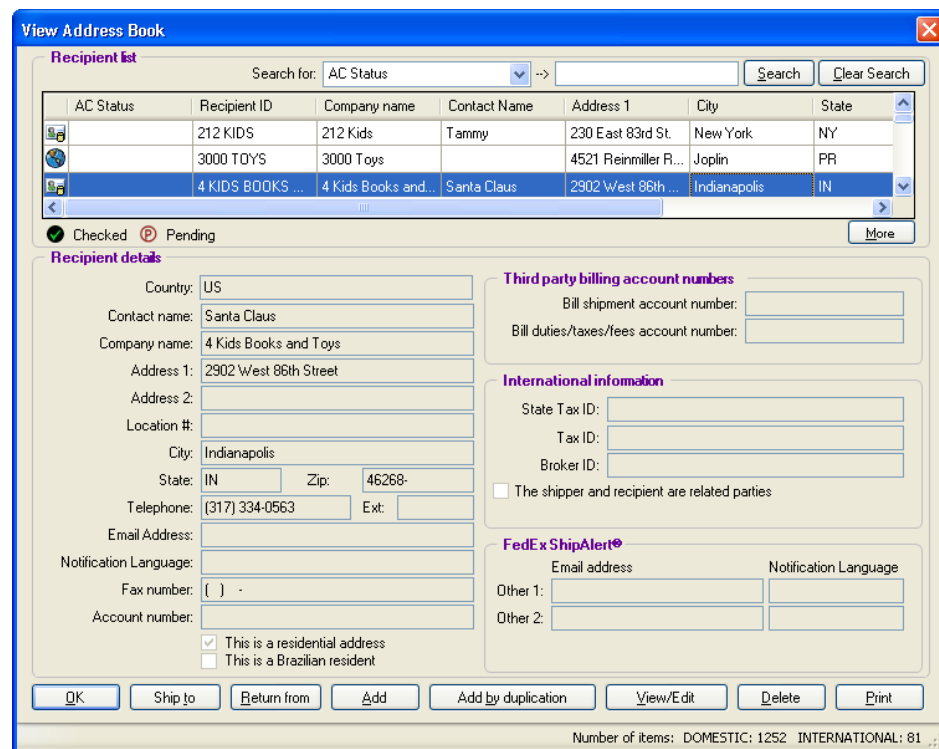 View Address Book
Recipient list
Search for: AC Status --> Search Clear Search
AC Status Recipient ID Company name Contact Name Address 1 City State
212 KIDS 212 Kids Tammy 230 East 83rd St. New York NY
3000 TOYS 3000 Toys 4521 Reinmiller R... Joplin PR
4 KIDS BOOKS ... 4 Kids Books and... Santa Claus 2902 West 86th ... Indianapolis IN
Checked P Pending More
Recipient details
Country: US
Contact name: Santa Claus
Company name: 4 Kids Books and Toys
Address 1: 2902 West 86th Street
Address 2:
Location #:
City: Indianapolis
State: IN Zip: 46268-
Telephone: (317) 334-0563 Ext:
Email Address:
Notification Language:
Fax number: ( ) -
Account number:
This is a residential address
This is a Brazilian resident
Third party billing account numbers
Bill shipment account number:
Bill duties/taxes/fees account number:
International information
State Tax ID:
Tax ID:
Broker ID:
The shipper and recipient are related parties
FedEx ShipAlert®
Email address Notification Language
Other 1:
Other 2:
OK Ship to Return from Add Add by duplication View/Edit Delete Print
Number of items: DOMESTIC: 1252 INTERNATIONAL: 81